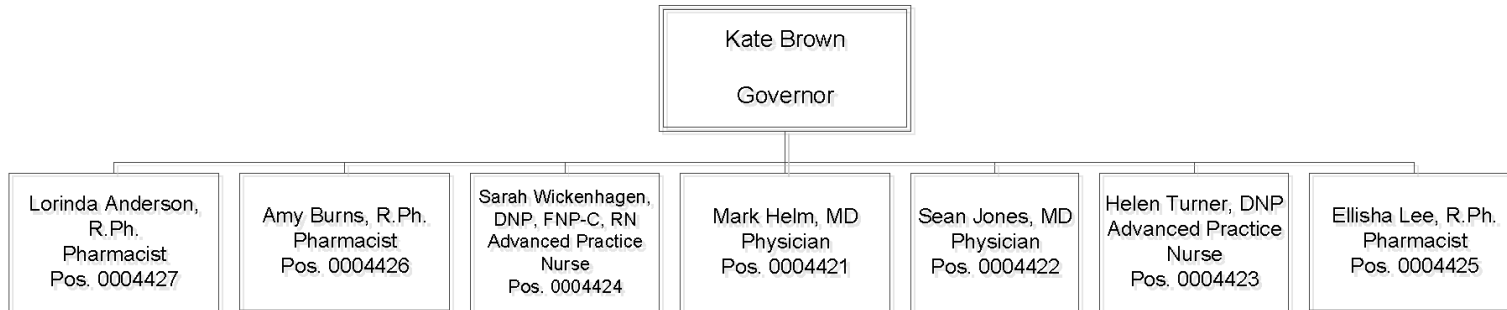 Kate Brown
Governor
Lorinda Anderson,
R.Ph.
Pharmacist
Pos. 0004427
Amy Burns, R.Ph.
Pharmacist
Pos. 0004426
Sarah Wickenhagen,
DNP, FNP-C, RN
Advanced Practice
Nurse
Pos. 0004424
Mark Helm, MD
Physician
Pos. 0004421
Sean Jones, MD
Physician
Pos. 0004422
Helen Turner, DNP
Advanced Practice
Nurse
Pos. 0004423
Ellisha Lee, R.Ph.
Pharmacist
Pos. 0004425